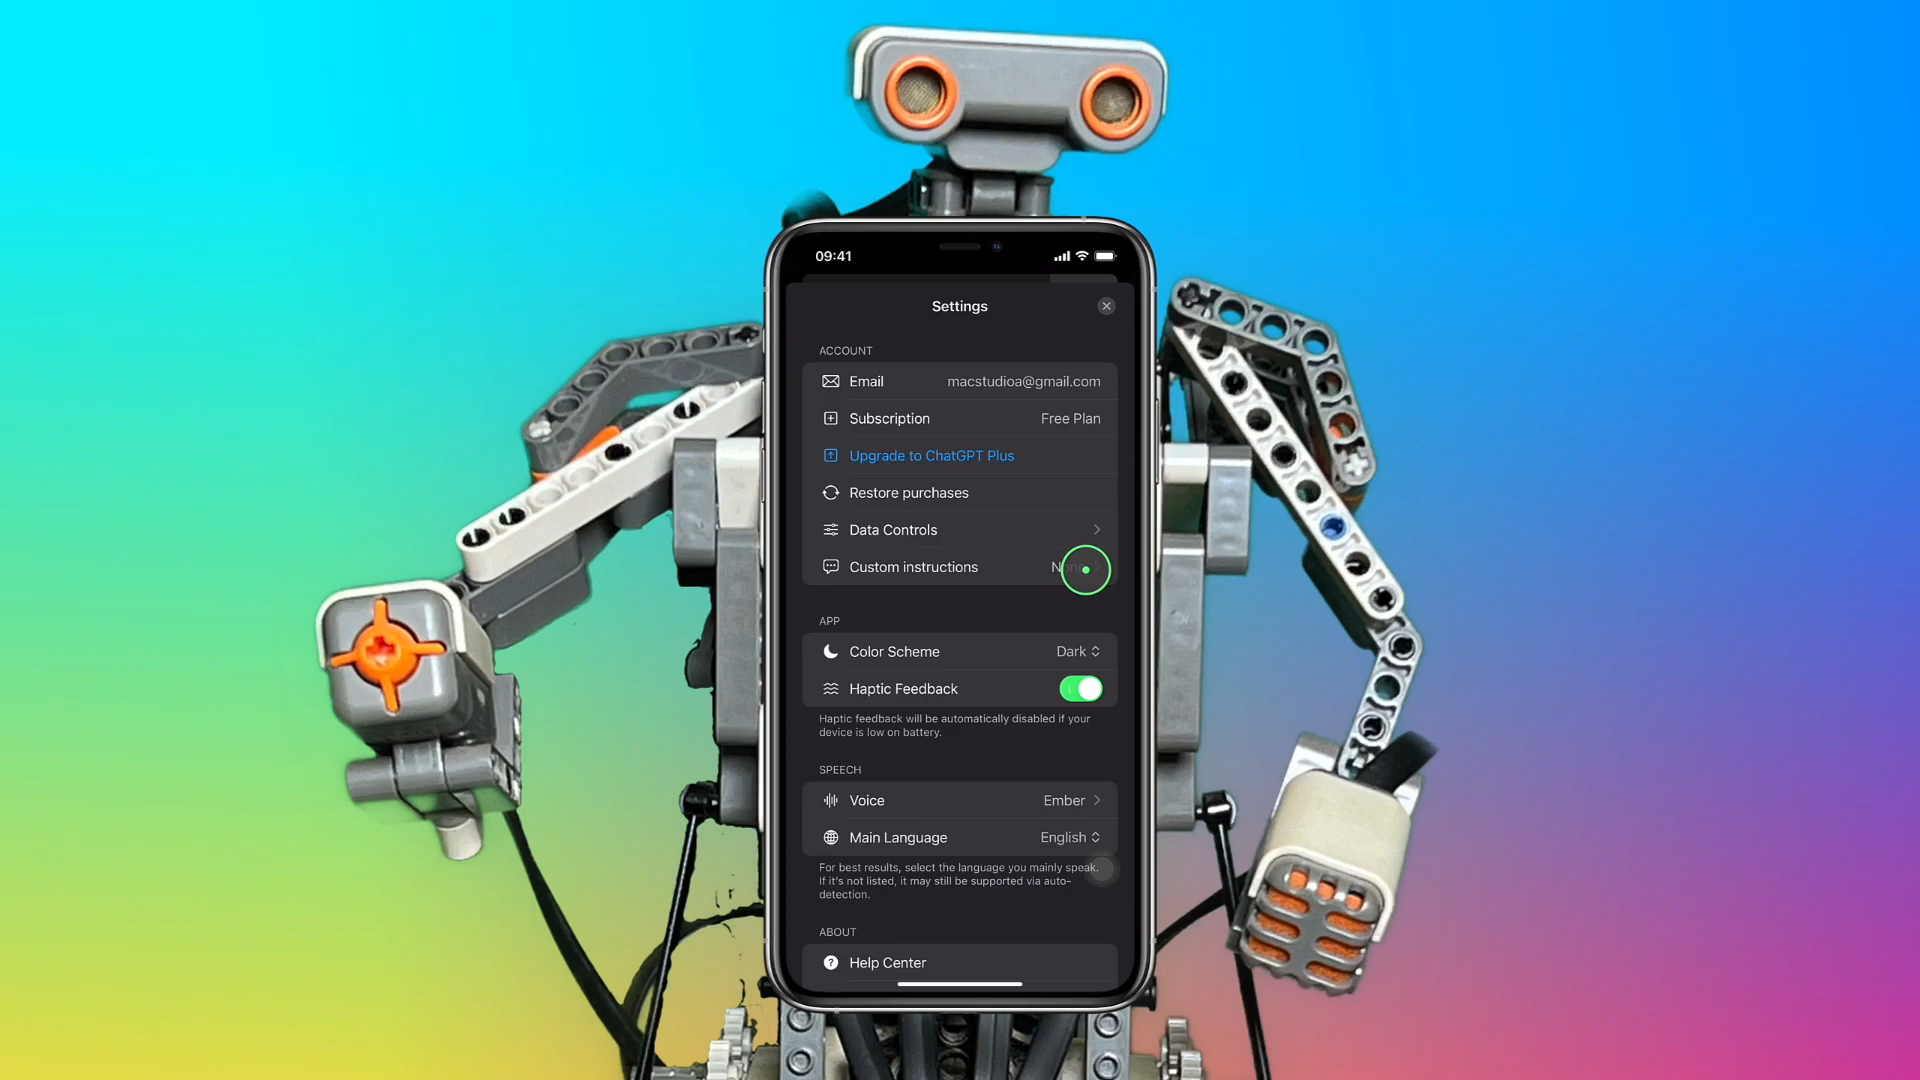 09:41
Settings
ACCOUNT
Email macstudioa@gmail.com
Subscription Free Plan
Upgrade to ChatGPT Plus
Restore purchases
Data Controls
Custom instructions
APP
Color Scheme Dark
Haptic Feedback
Haptic feedback will be automatically disabled if your
device is low on battery.
SPEECH
Voice Ember
Main Language English
For best results, select the language you mainly speak.
If it's not listed, it may still be supported via auto-
detection.
ABOUT
Help Center